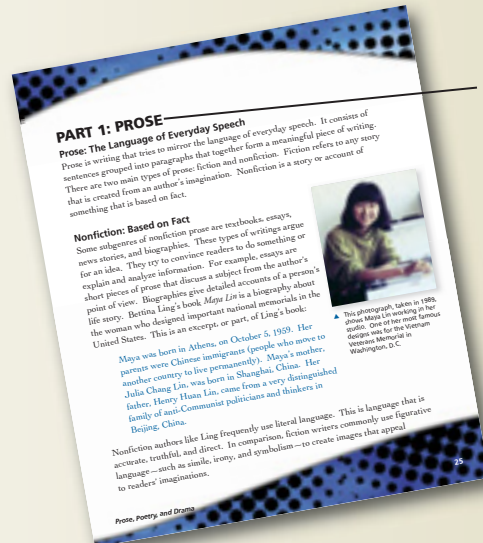 PART 1: PROSE
Prose: The Language of Everyday Speech
Prose is writing that tries to mirror the language of everyday speech. It consists of
sentences grouped into paragraphs that together form a meaningful piece of writing.
There are two main types of prose: fiction and nonfiction. Fiction refers to any story
that is created from an author's imagination. Nonfiction is a story or account of
something that is based on fact.
Nonfiction: Based on Fact
Some subgenres of nonfiction prose are textbooks, essays,
news stories, and biographies. These types of writings argue
for an idea. They try to convince readers to do something or
explain and analyze information. For example, essays are
short pieces of prose that discuss a subject from the author's
point of view. Biographies give detailed accounts of a person's
life story. Bettina Ling's book Maya Lin is a biography about
the woman who designed important national memorials in the
United States. This is an excerpt, or part, of Ling's book:
Maya was born in Athens, on October 5, 1959. Her
parents were Chinese immigrants (people who move to
another country to live permanently). Maya's mother,
Julia Chang Lin, was born in Shanghai, China. Her
father, Henry Huan Lin, came from a very distinguished
family of anti-Communist politicians and thinkers in
Beijing, China.
This photograph, taken in 1989,
shows Maya Lin working in her
studio. One of her most famous
designs was for the Vietnam
Veterans Memorial in
Washington, D.C.
Nonfiction authors like Ling frequently use literal language. This is language that is
accurate, truthful, and direct. In comparison, fiction writers commonly use figurative
language—such as simile, irony, and symbolism—to create images that appeal
to readers' imaginations.
Prose, Poetry, and Drama
25